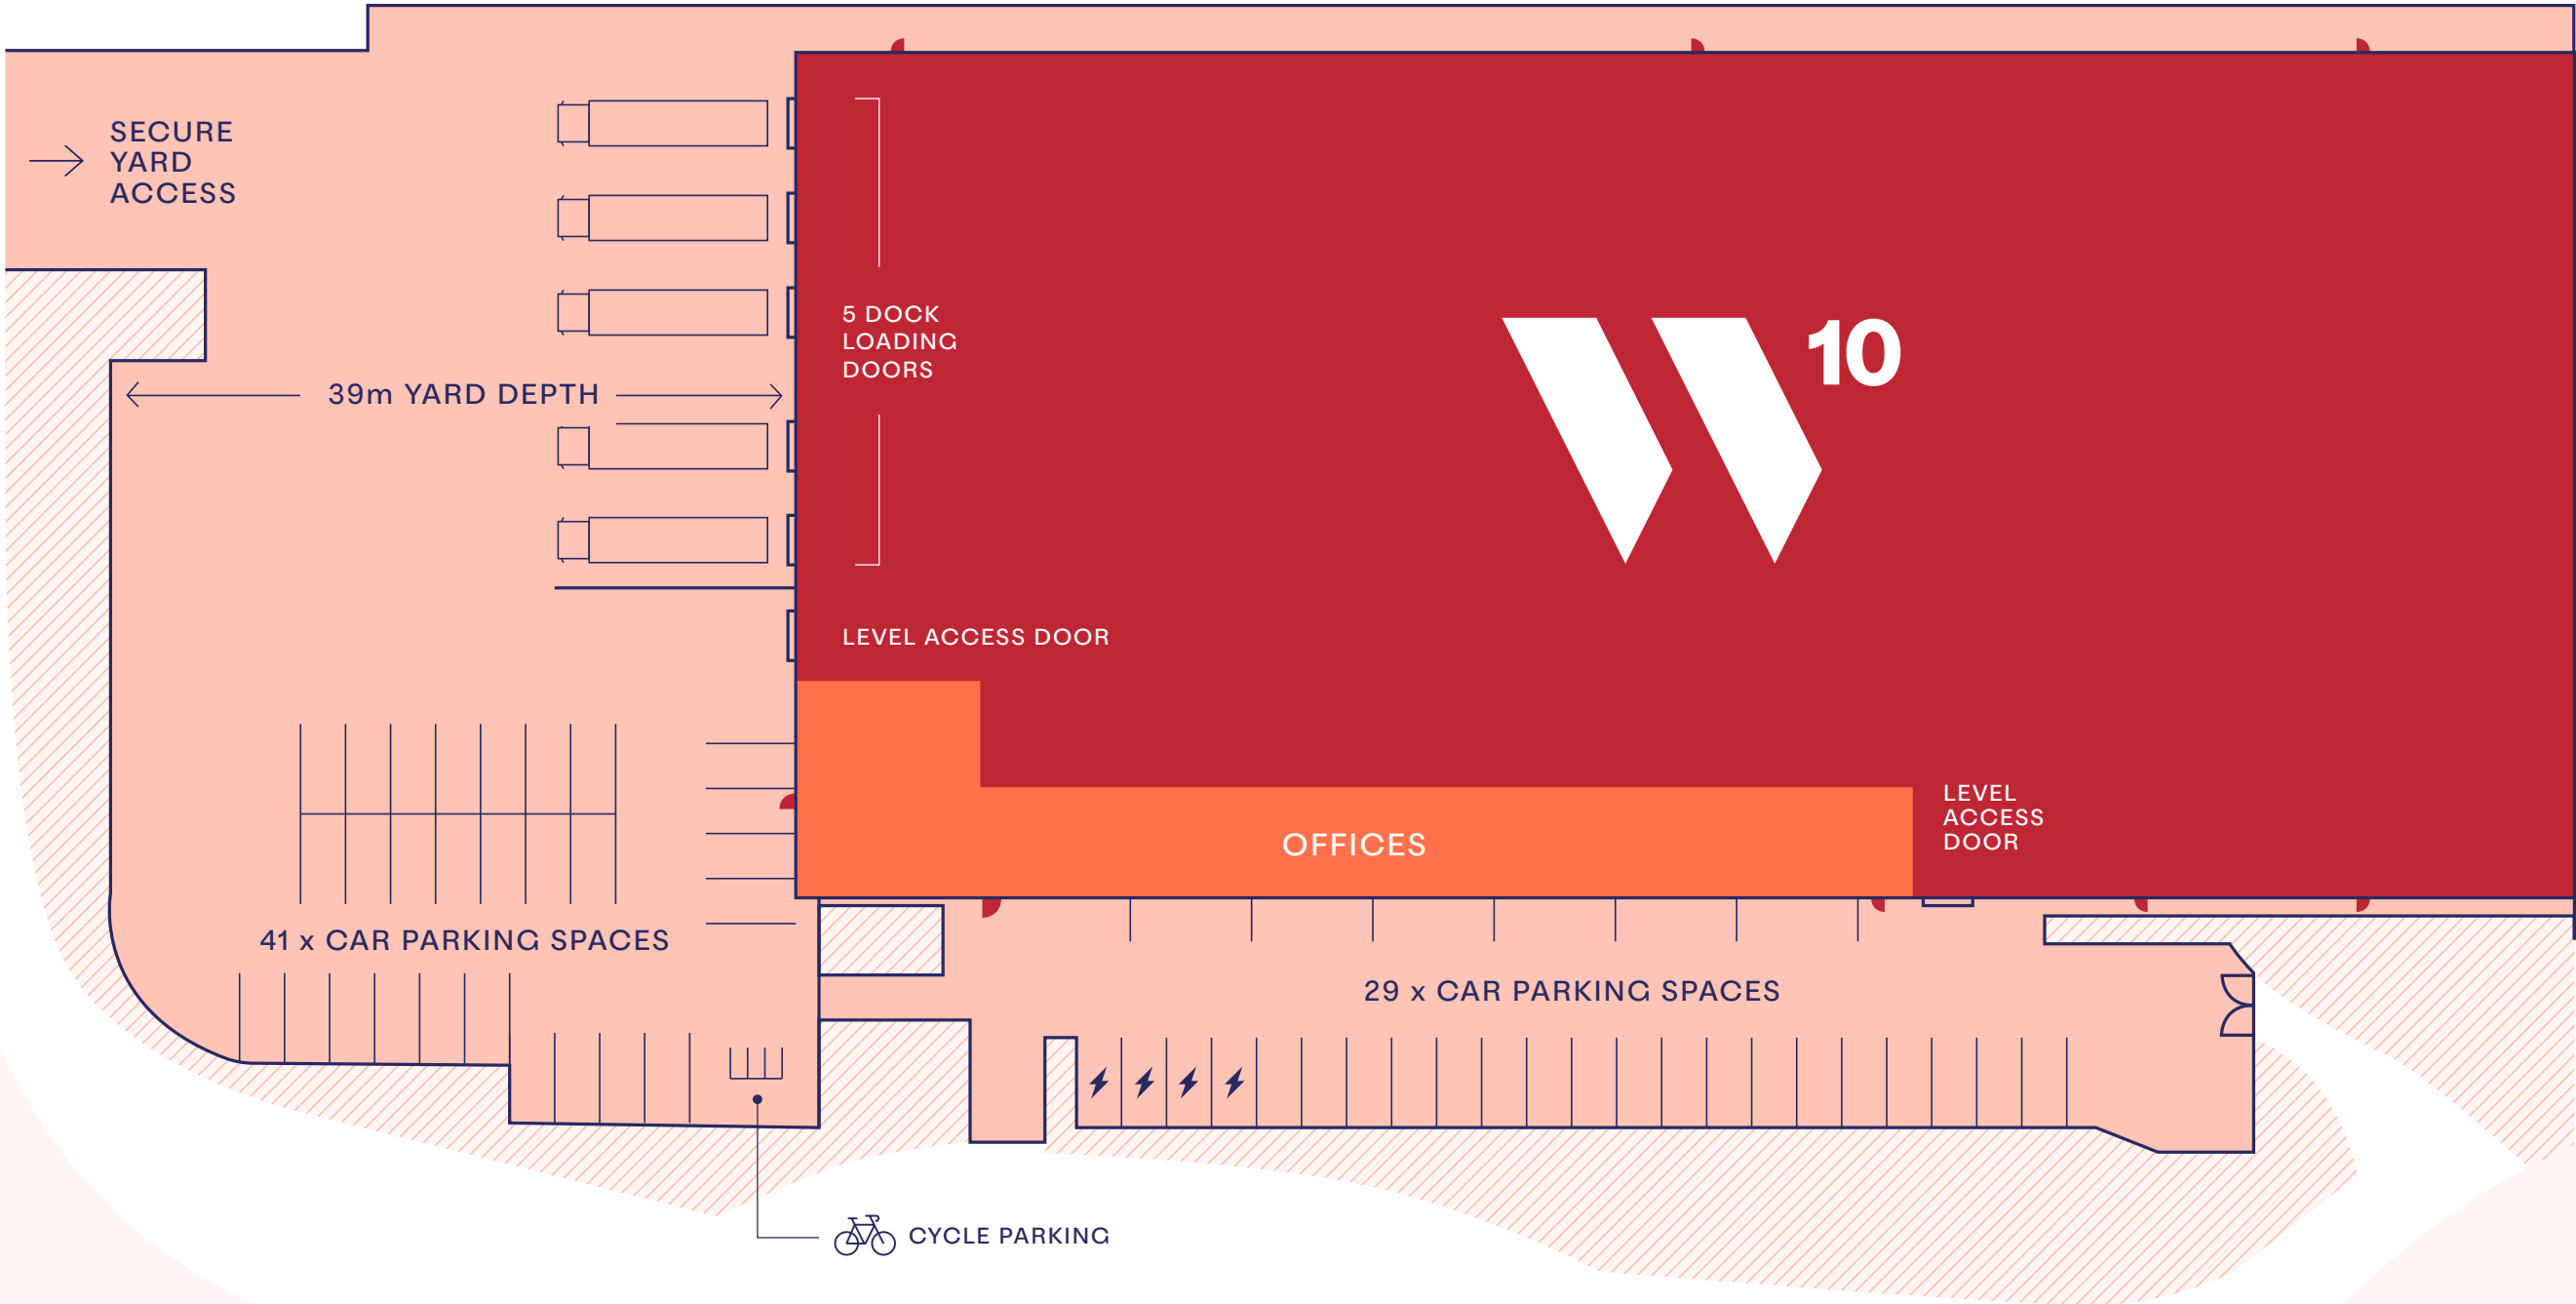 SECURE
YARD
ACCESS
5 DOCK
LOADING
DOORS
W10
39m YARD DEPTH
LEVEL ACCESS DOOR
LEVEL
ACCESS
DOOR
OFFICES
41 x CAR PARKING SPACES
29 x CAR PARKING SPACES
CYCLE PARKING